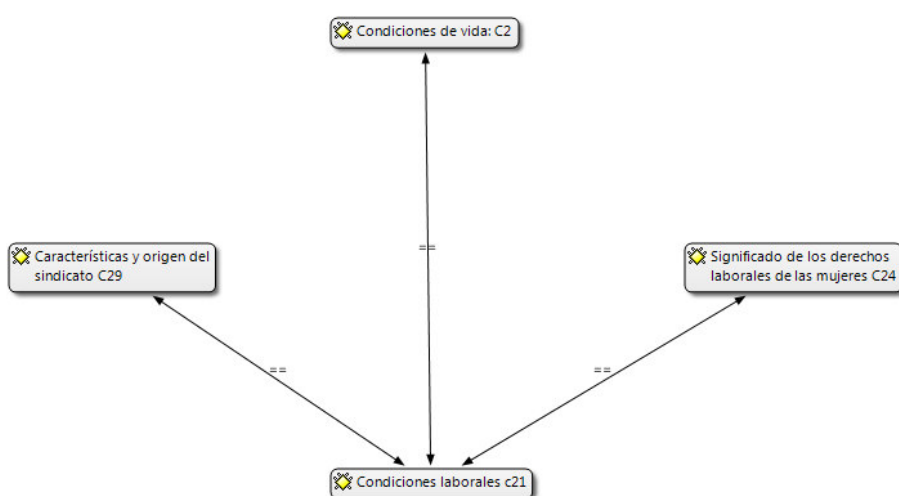 Condiciones de vida: C2
==
Características y origen del
sindicato C29
Significado de los derechos
laborales de las mujeres C24
==
==
Condiciones laborales c21